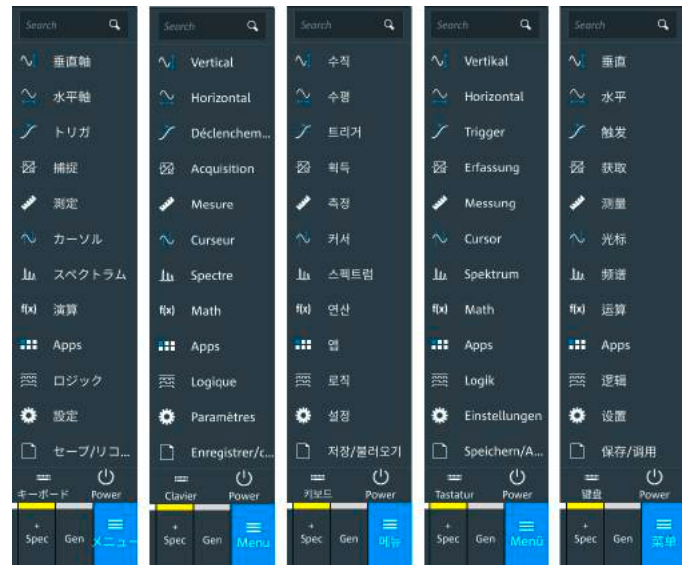 Search
垂直軸
水平軸
トリガ
捕捉
測定
カーソル
スペクトラム
f(x) 演算
Apps
ロジック
設定
セーブ/リコ...
キーボード Power
+
Spec Gen メニュー
Search
Vertical
Horizontal
Déclenchem...
Acquisition
Mesure
Curseur
Spectre
f(x) Math
Apps
Logique
Paramètres
Enregistrer/c...
Clavier Power
+
Spec Gen Menu
Search
수직
수평
트리거
획득
측정
커서
스펙트럼
f(x) 연산
앱
로직
설정
저장/불러오기
키보드 Power
+
Spec Gen 메뉴
Search
Vertikal
Horizontal
Trigger
Erfassung
Messung
Cursor
Spektrum
f(x) Math
Apps
Logik
Einstellungen
Speichern/A...
Tastatur Power
+
Spec Gen Menü
Search
垂直
水平
触发
获取
测量
光标
频谱
f(x) 运算
Apps
逻辑
设置
保存/调用
键盘 Power
+
Spec Gen 菜单